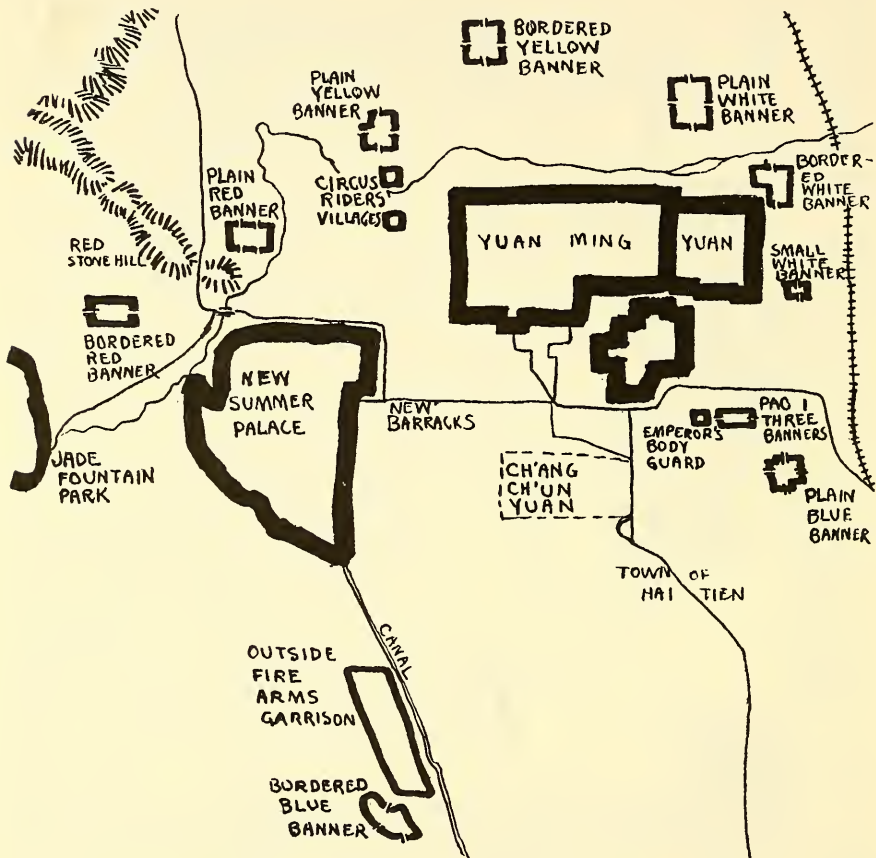 BORDERED
YELLOW
BANNER
PLAIN
YELLOW
BANNER
PLAIN
WHITE
BANNER
BORDER-
ED
WHITE
BANNER
PLAIN
RED
BANNER
CIRCUS
RIDERS'
VILLAGES
YUAN MING YUAN
SMALL
WHITE
BANNER
RED
STONE HILL
BORDERED
RED
BANNER
NEW
SUMMER
PALACE
NEW
BARRACKS
EMPEROR'S
BODY
GUARD
PAO I
THREE
BANNERS
JADE
FOUNTAIN
PARK
CH'ANG
CH'UN
YUAN
PLAIN
BLUE
BANNER
TOWN OF
HAI TIEN
CANAL
OUTSIDE
FIRE
ARMS
GARRISON
BORDERED
BLUE
BANNER